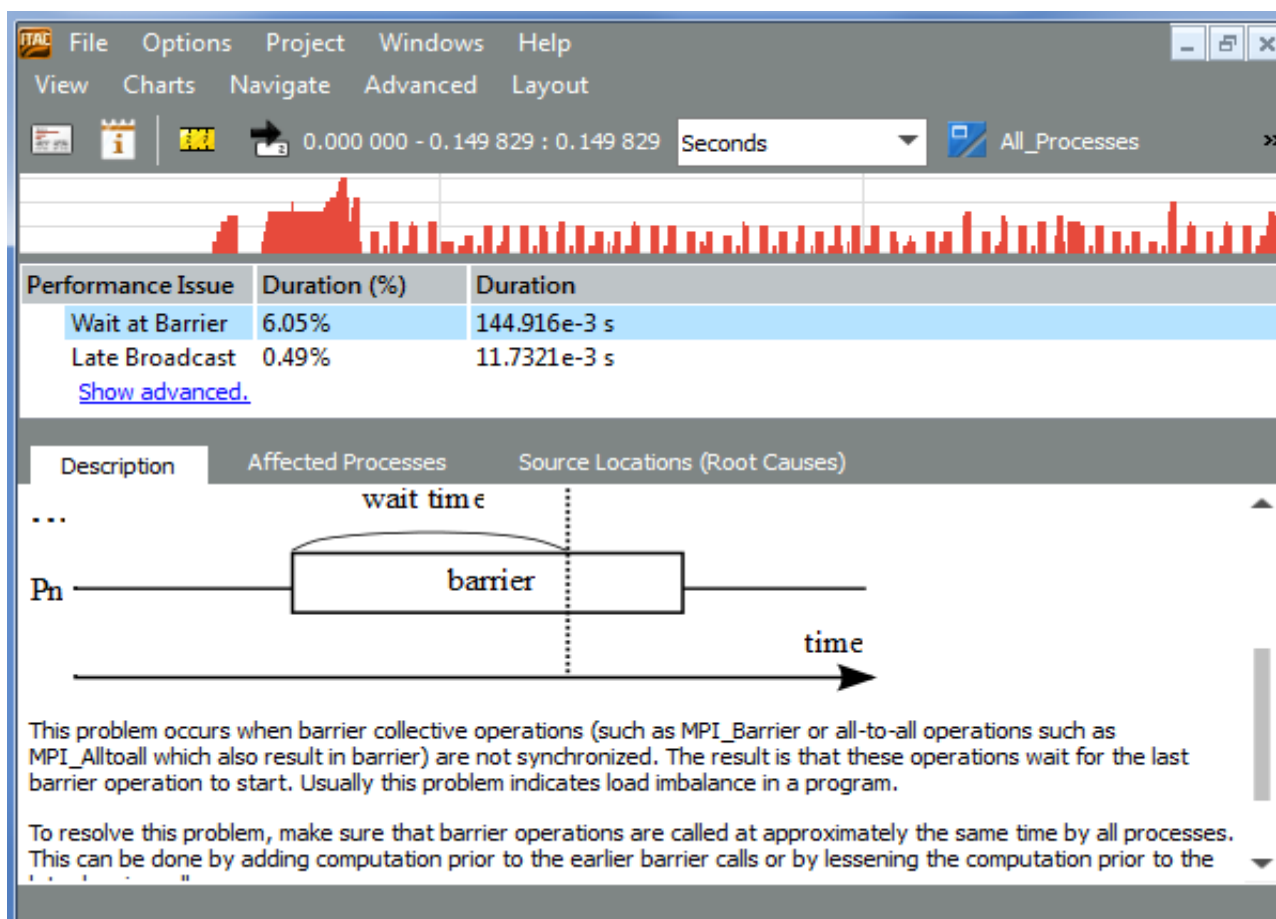 ITAC File Options Project Windows Help
View Charts Navigate Advanced Layout
0.000 000 - 0.149 829 : 0.149 829 Seconds All_Processes »
Performance Issue Duration (%) Duration
Wait at Barrier 6.05% 144.916e-3 s
Late Broadcast 0.49% 11.7321e-3 s
Show advanced.
Description Affected Processes Source Locations (Root Causes)
wait time
...
Pn barrier
time
This problem occurs when barrier collective operations (such as MPI_Barrier or all-to-all operations such as
MPI_Alltoall which also result in barrier) are not synchronized. The result is that these operations wait for the last
barrier operation to start. Usually this problem indicates load imbalance in a program.
To resolve this problem, make sure that barrier operations are called at approximately the same time by all processes.
This can be done by adding computation prior to the earlier barrier calls or by lessening the computation prior to the